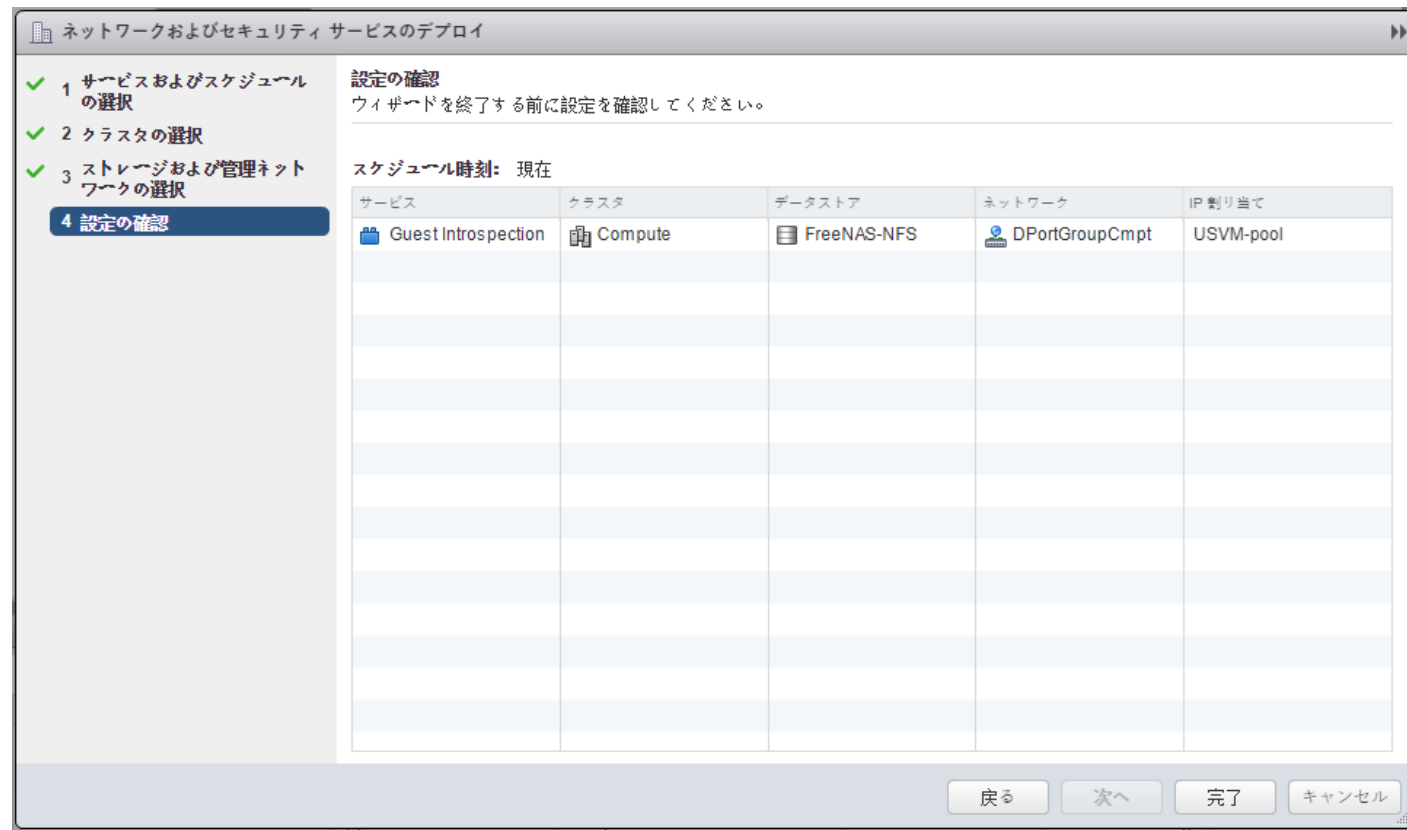 ネットワークおよびセキュリティ サービスのデプロイ
1 サービスおよびスケジュール
の選択
2 クラスタの選択
3 ストレージおよび管理ネット
ワークの選択
4 設定の確認
設定の確認
ウィザードを終了する前に設定を確認してください。
スケジュール時刻: 現在
サービス クラスタ データストア ネットワーク IP 割り当て
Guest Introspection Compute FreeNAS-NFS DPortGroupCmpt USVM-pool
戻る 次へ 完了 キャンセル